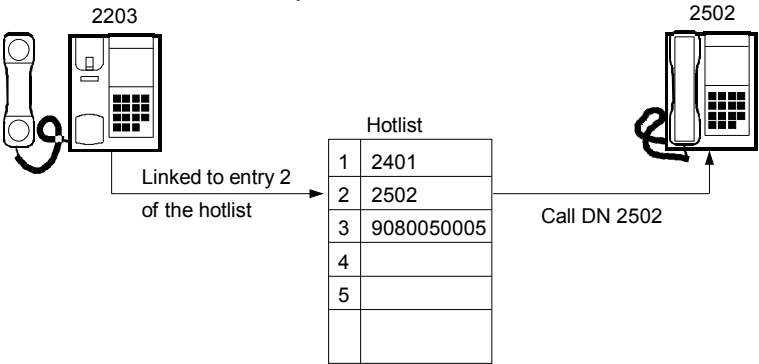 2203
2502
Hotlist
1 2401
Linked to entry 2
2 2502
of the hotlist
3 9080050005
Call DN 2502
4
5